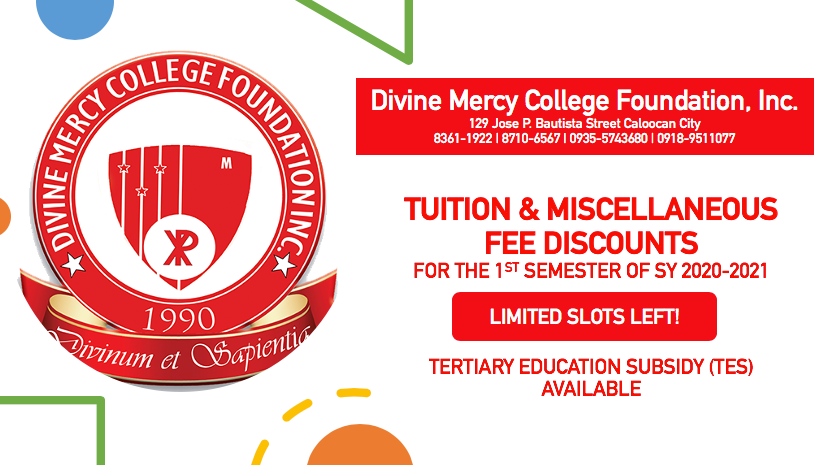 DIVINE MERCY COLLEGE FOUNDATION INC.
M
XP
1990
Divinum et Sapientia
Divine Mercy College Foundation, Inc.
129 Jose P. Bautista Street Caloocan City
8361-1922 | 8710-6567 | 0935-5743680 | 0918-9511077
TUITION & MISCELLANEOUS
FEE DISCOUNTS
FOR THE 1ST SEMESTER OF SY 2020-2021
LIMITED SLOTS LEFT!
TERTIARY EDUCATION SUBSIDY (TES)
AVAILABLE